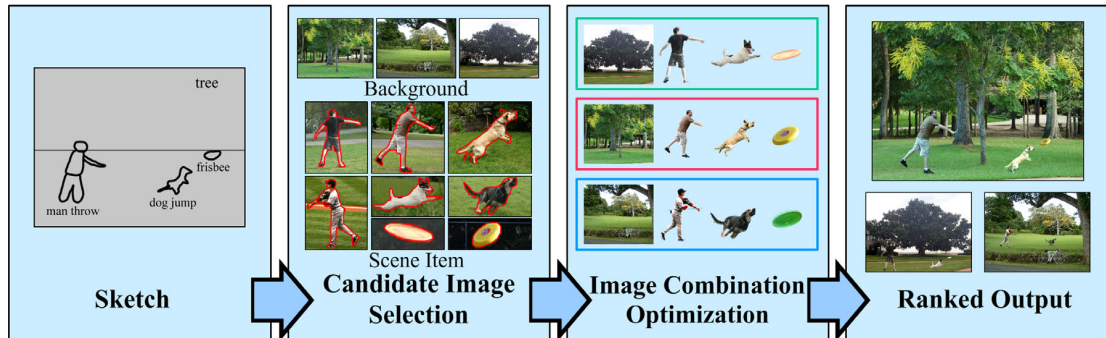 tree
frisbee
man throw
dog jump
Sketch
Background
Scene Item
Candidate Image
Selection
Image Combination
Optimization
Ranked Output